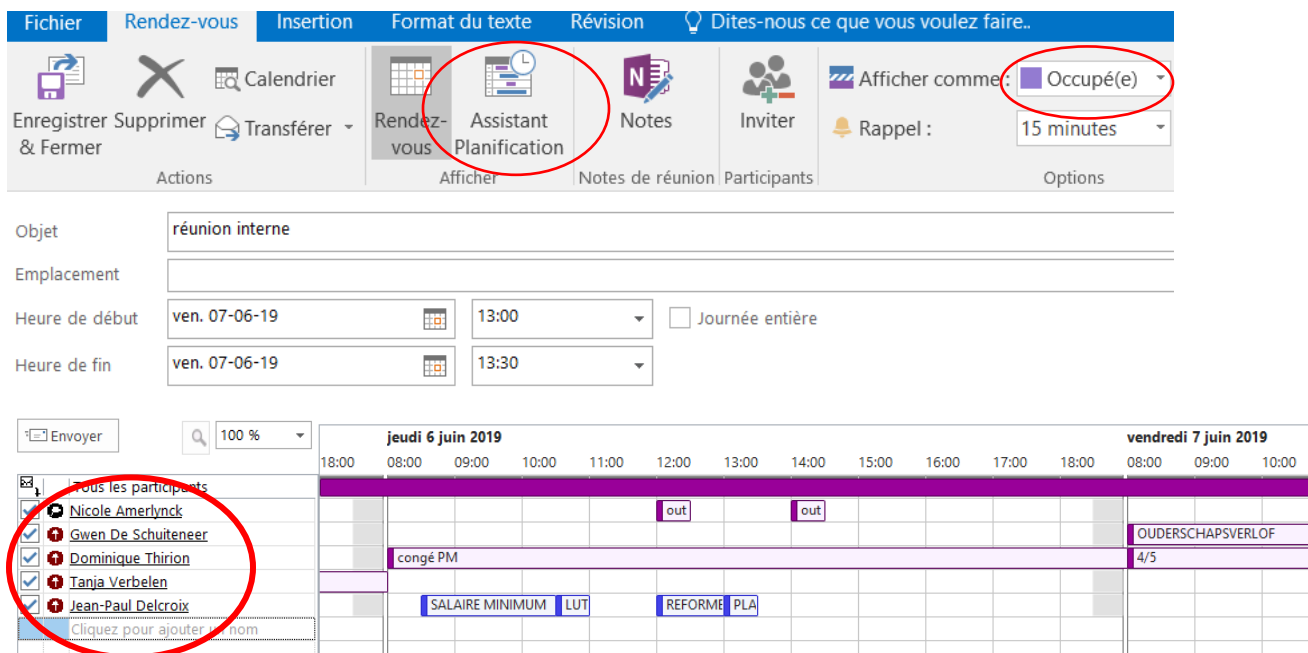 Fichier Rendez-vous Insertion Format du texte Révision Dites-nous ce que vous voulez faire..
Enregistrer & Fermer
Supprimer
Calendrier
Transférer
Actions
Rendez-vous
Assistant Planification
Afficher
Notes
Notes de réunion
Inviter
Participants
Afficher comme : Occupé(e)
Rappel : 15 minutes
Options
Objet réunion interne
Emplacement
Heure de début ven. 07-06-19 13:00 Journée entière
Heure de fin ven. 07-06-19 13:30
Envoyer 100 % jeudi 6 juin 2019 vendredi 7 juin 2019
18:00 08:00 09:00 10:00 11:00 12:00 13:00 14:00 15:00 16:00 17:00 18:00 08:00 09:00 10:00
Tous les participants
Nicole Amerlynck out out
Gwen De Schuiteneer OUDERSCHAPSVERLOF
Dominique Thirion congé PM 4/5
Tanja Verbelen
Jean-Paul Delcroix SALAIRE MINIMUM LUT REFORME PLA
Cliquez pour ajouter un nom